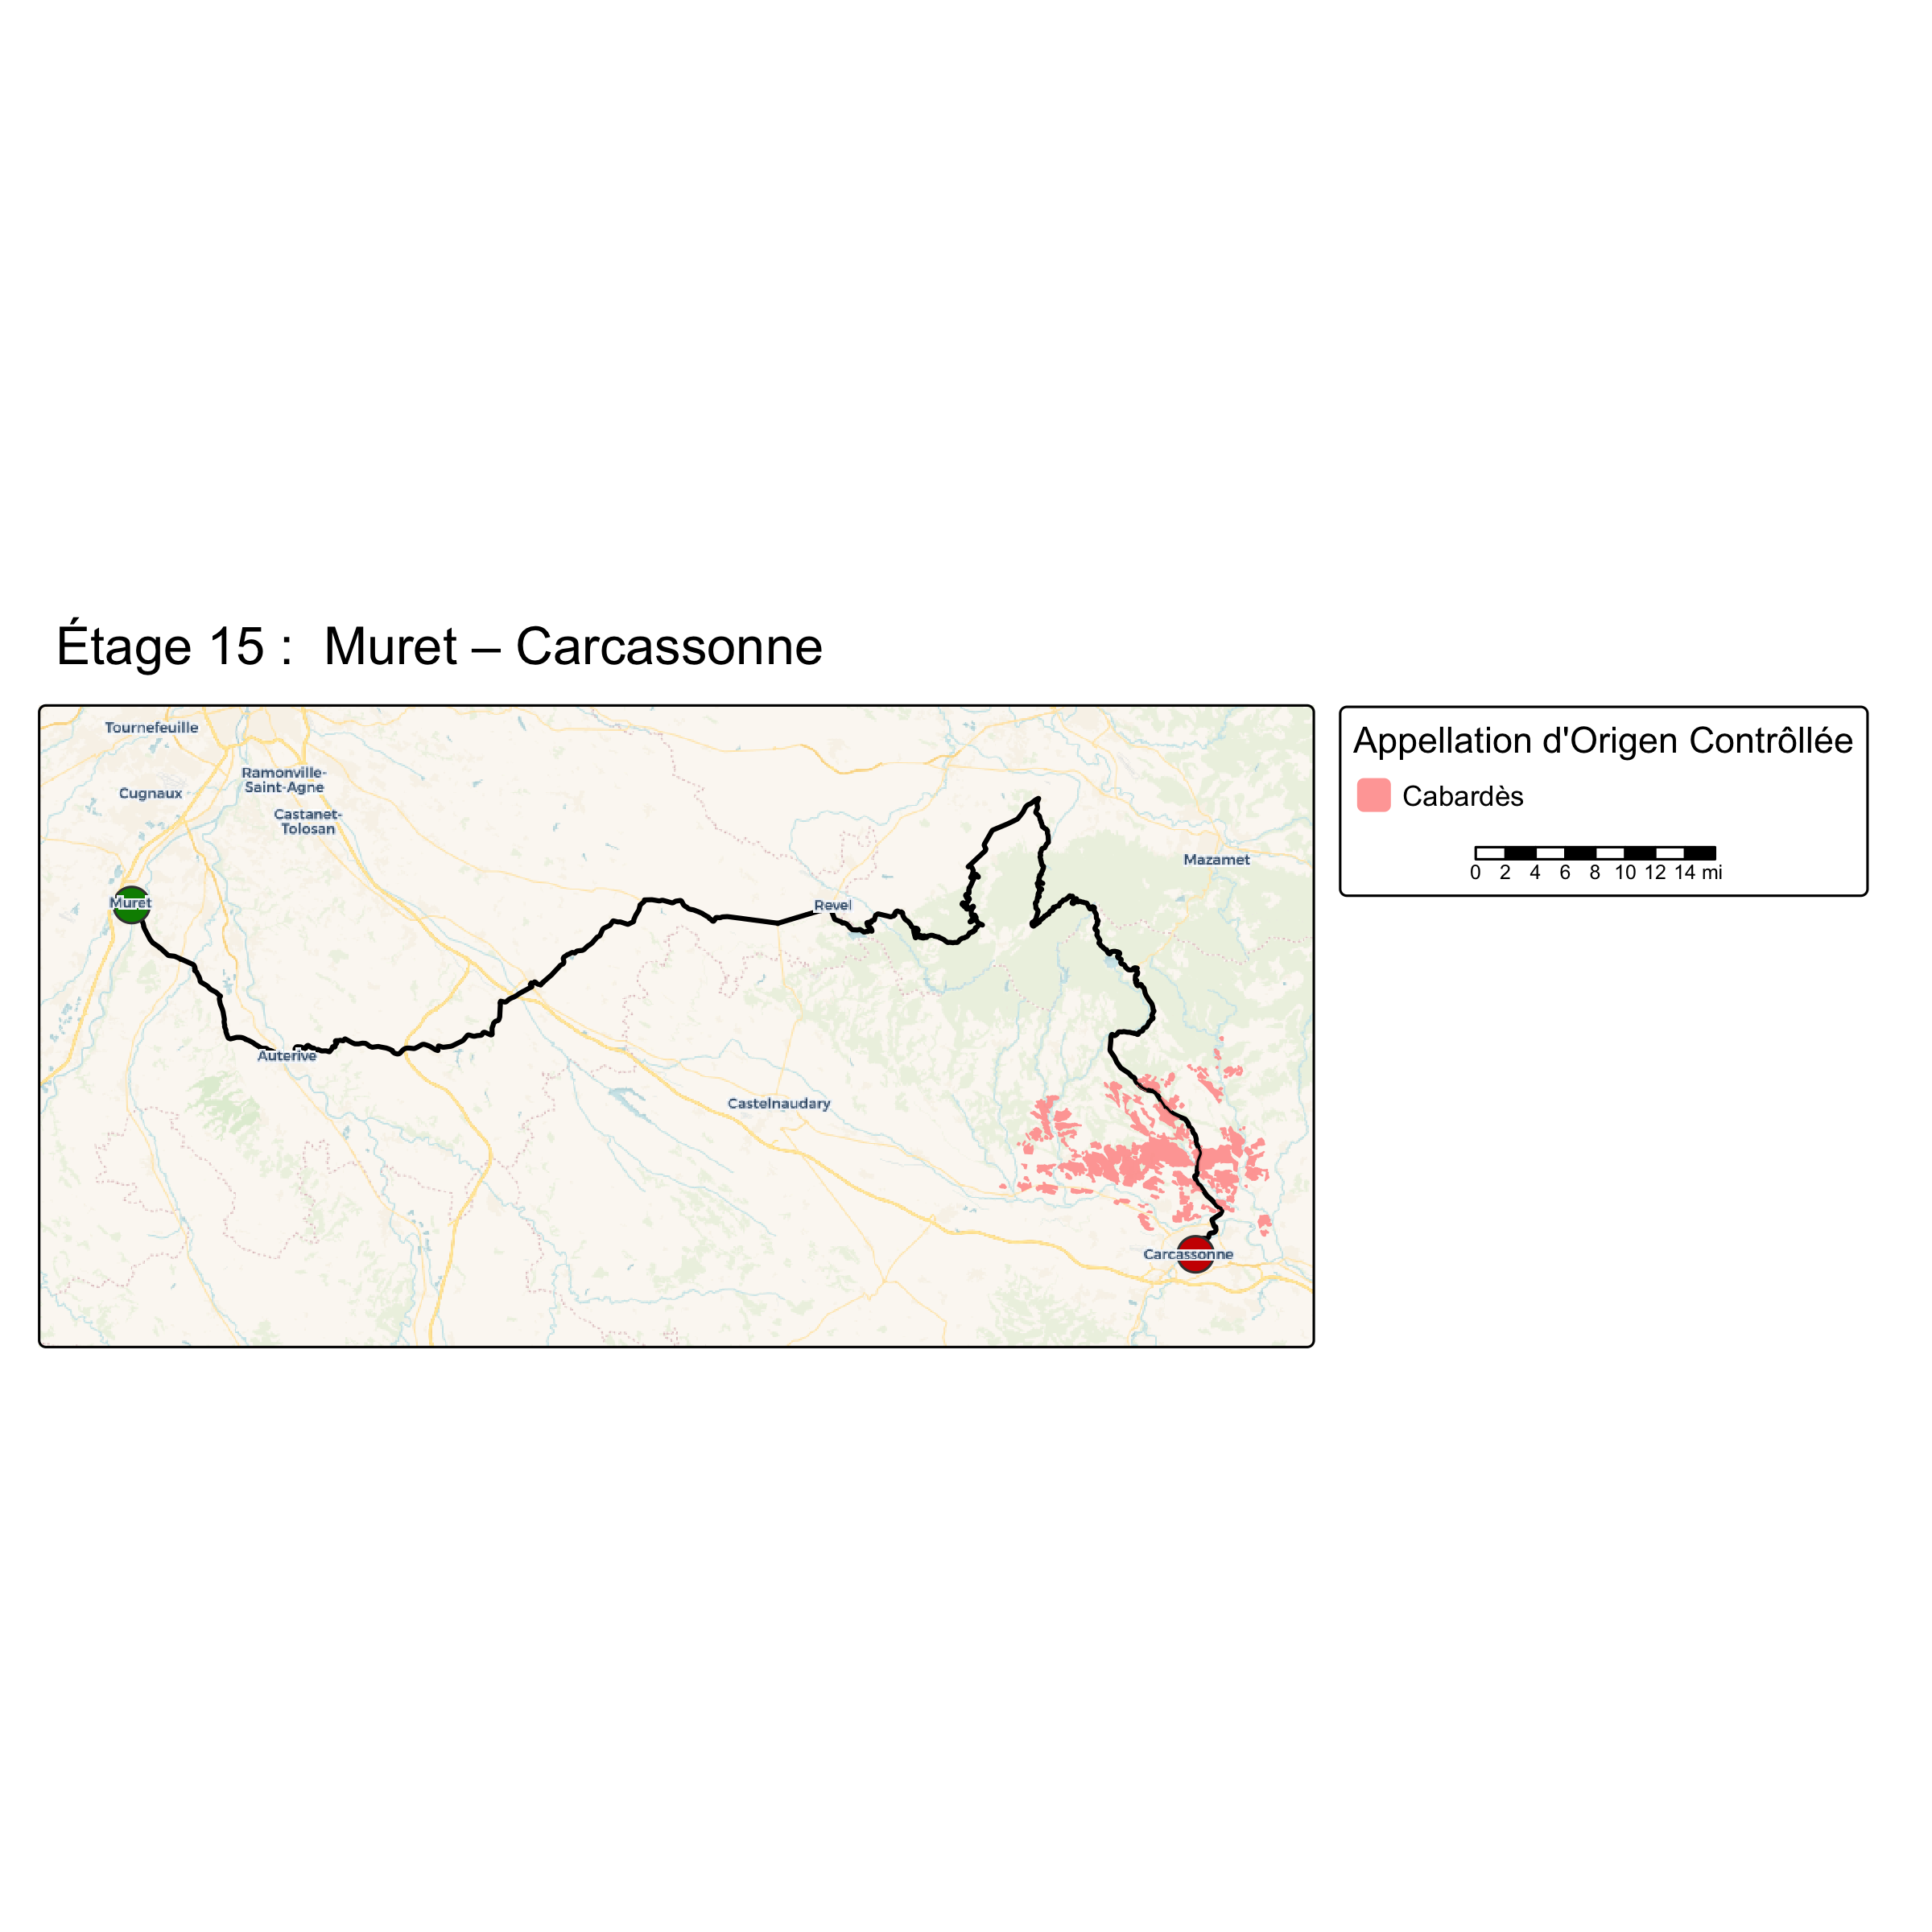 Étage 15 :  Muret – Carcassonne
Tournefeuille
Ramonville-
Saint-Agne
Cugnaux
Castanet-
Tolosan
Mazamet
Muret
Revel
Auterive
Castelnaudary
Carcassonne
Appellation d'Origen Contrôllée
Cabardès
0 2 4 6 8 10 12 14 mi